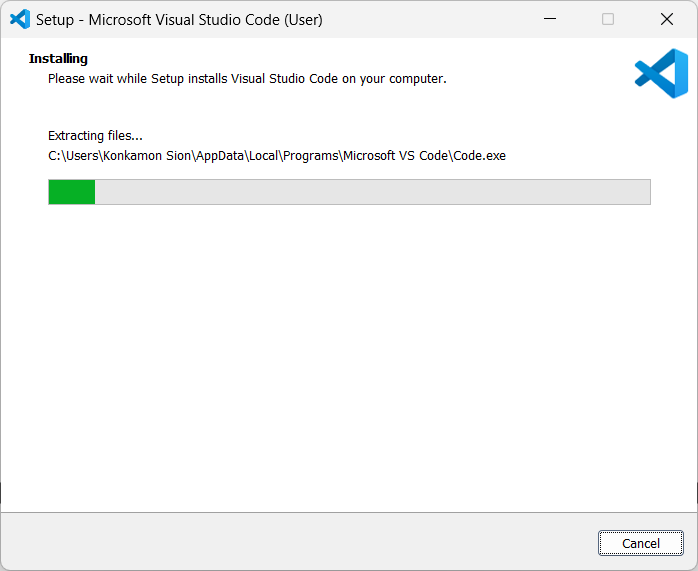 Setup - Microsoft Visual Studio Code (User)
Installing
Please wait while Setup installs Visual Studio Code on your computer.
Extracting files...
C:\Users\Konkamon Sion\AppData\Local\Programs\Microsoft VS Code\Code.exe
Cancel